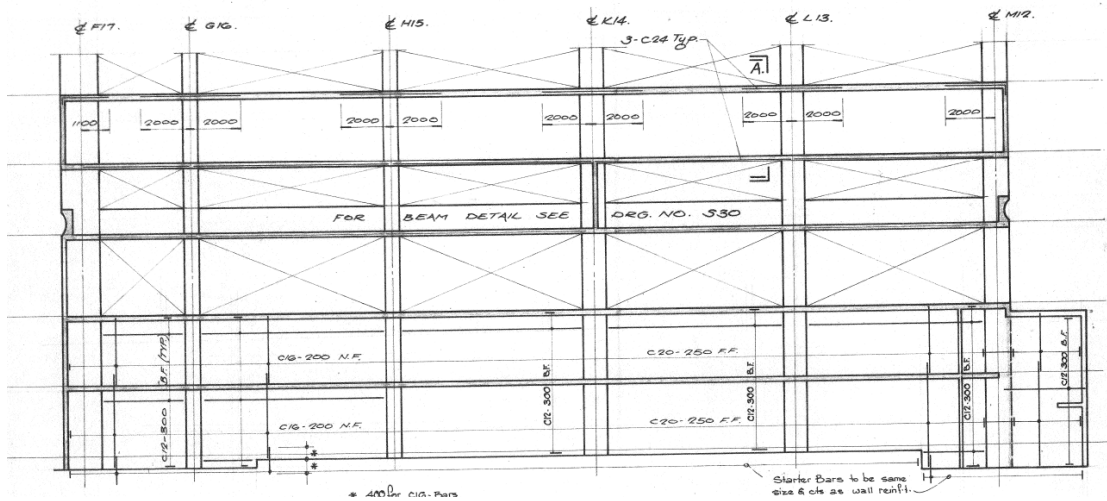 ℄ F17. ℄ G16. ℄ H15. ℄ K14. ℄ L13. ℄ M12.
3-C24 Typ.
A.
1100 2000 2000 2000 2000 2000 2000 2000 2000 2000
FOR BEAM DETAIL SEE DRG. NO. S30
C16-200 N.F. C20-250 F.F.
C12-300 B.F. (TYP.)
C12-300 B.F.
C12-300 B.F.
C12-300 B.F.
C12-300 B.F.
C16-200 N.F. C20-250 F.F.
*
*
Starter Bars to be same
size & cts as wall reinft.
* 400 for C16-Bars